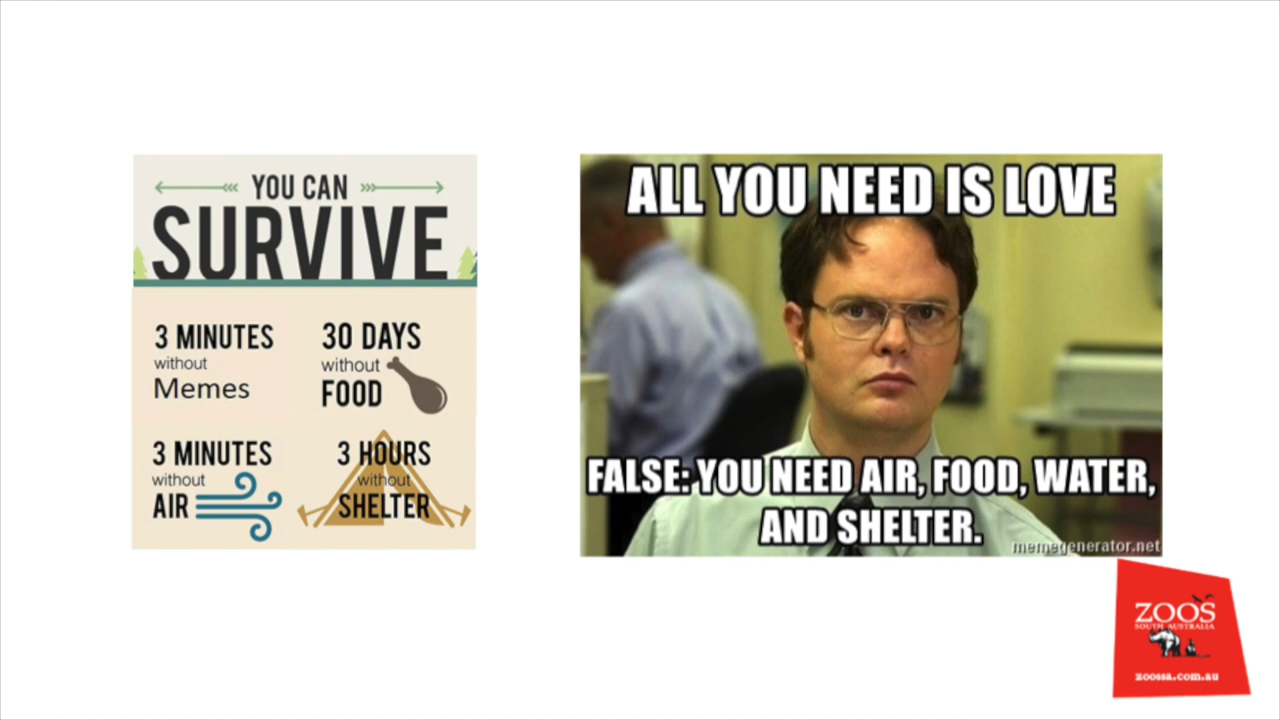 YOU CAN
SURVIVE
3 MINUTES
without
Memes
30 DAYS
without
FOOD
3 MINUTES
without
AIR
3 HOURS
without
SHELTER
ALL YOU NEED IS LOVE
FALSE: YOU NEED AIR, FOOD, WATER,
AND SHELTER.
memegenerator.net
ZOOS
SOUTH AUSTRALIA
zoossa.com.au